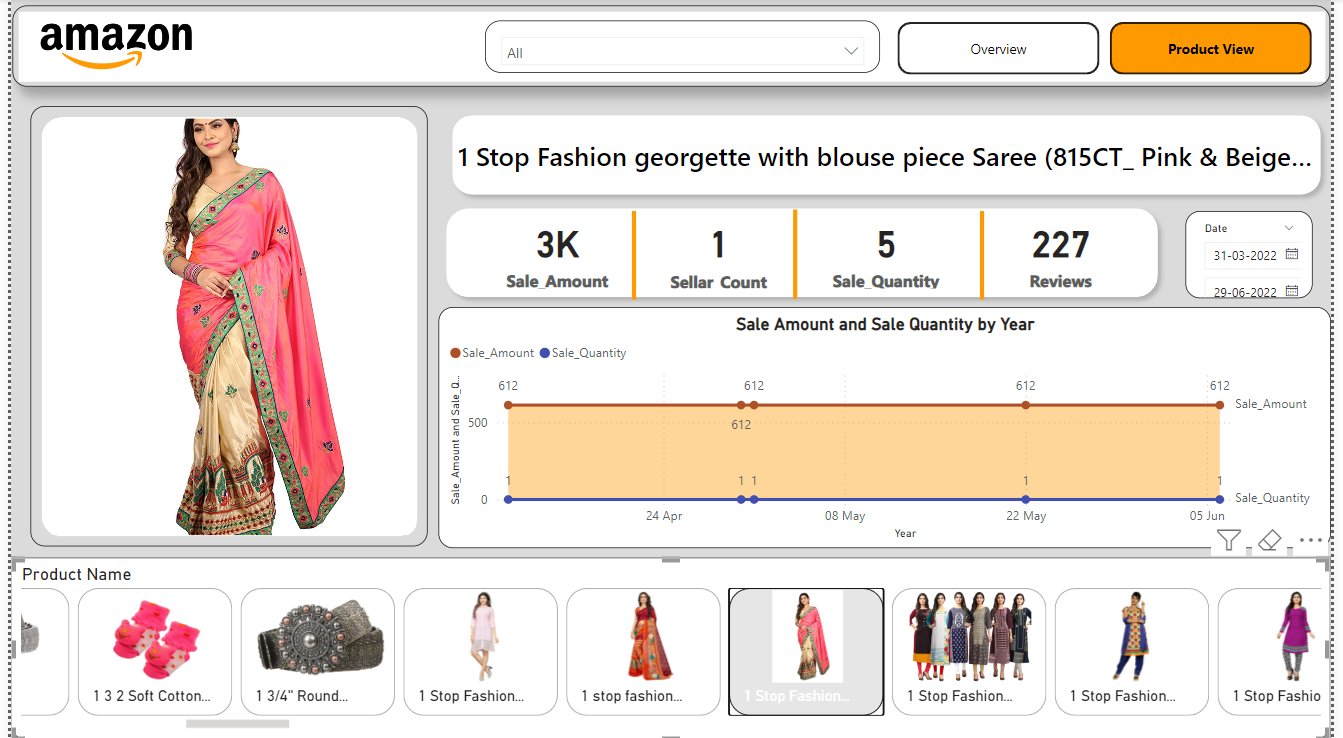 amazon
All
Overview
Product View
1 Stop Fashion georgette with blouse piece Saree (815CT_ Pink & Beige...
3K
Sale_Amount
1
Sellar Count
5
Sale_Quantity
227
Reviews
Date
31-03-2022
29-06-2022
Sale Amount and Sale Quantity by Year
Sale_Amount
Sale_Quantity
Sale_Amount and Sale_Q...
500
0
612
612
612
612
612
1
1
1
1
1
Sale_Amount
Sale_Quantity
24 Apr
08 May
22 May
05 Jun
Year
Product Name
1 3 2 Soft Cotton...
1 3/4" Round...
1 Stop Fashion...
1 stop fashion...
1 Stop Fashion...
1 Stop Fashion...
1 Stop Fashion...
1 Stop Fashio